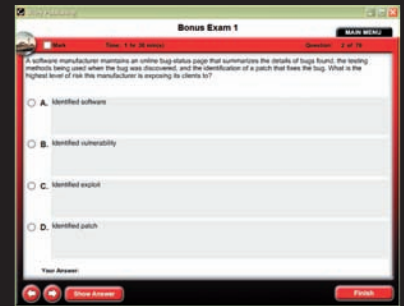 Bonus Exam 1
MAIN MENU
Mark
Question: 2 of 70
A software manufacturer maintains an online bug-status page that summarizes the details of bugs found, the testing
methods being used when the bug was discovered, and the identification of a patch that fixes the bug. What is the
highest level of risk this manufacturer is exposing its clients to?
A. Identified software
B. Identified vulnerability
C. Identified exploit
D. Identified patch
Your Answer:
Show Answer
Finish